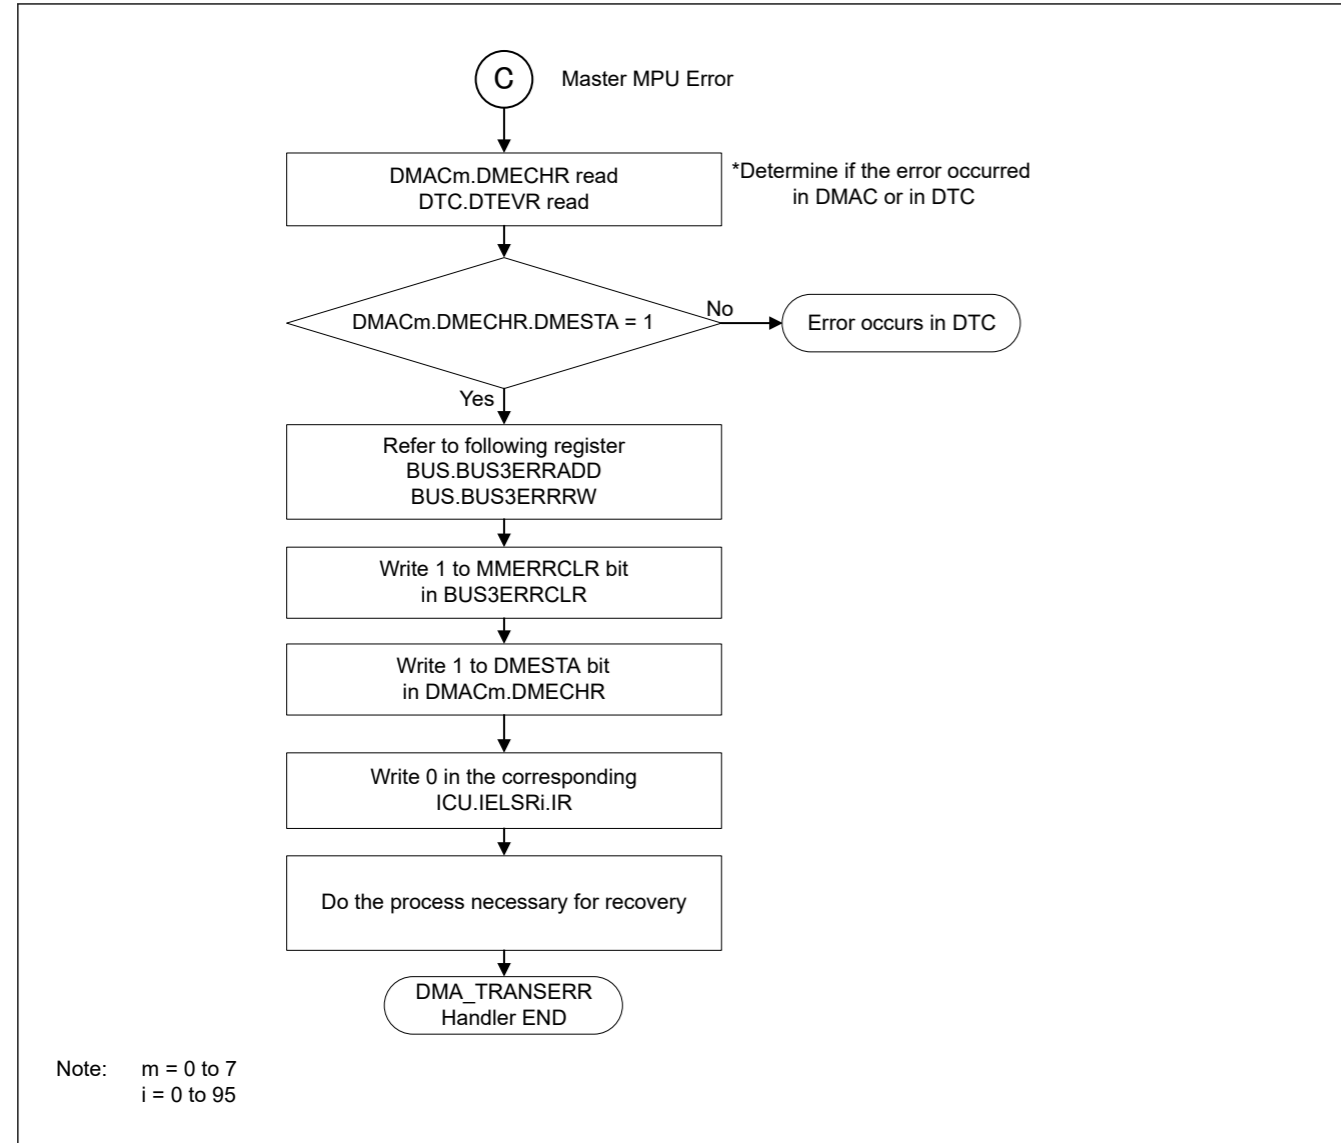 C
Master MPU Error
DMACm.DMECHR read
DTC.DTEVR read
*Determine if the error occurred
in DMAC or in DTC
DMACm.DMECHR.DMESTA = 1
No
Error occurs in DTC
Yes
Refer to following register
BUS.BUS3ERRADD
BUS.BUS3ERRRW
Write 1 to MMERRCLR bit
in BUS3ERRCLR
Write 1 to DMESTA bit
in DMACm.DMECHR
Write 0 in the corresponding
ICU.IELSRi.IR
Do the process necessary for recovery
DMA_TRANSERR
Handler END
Note: m = 0 to 7
i = 0 to 95